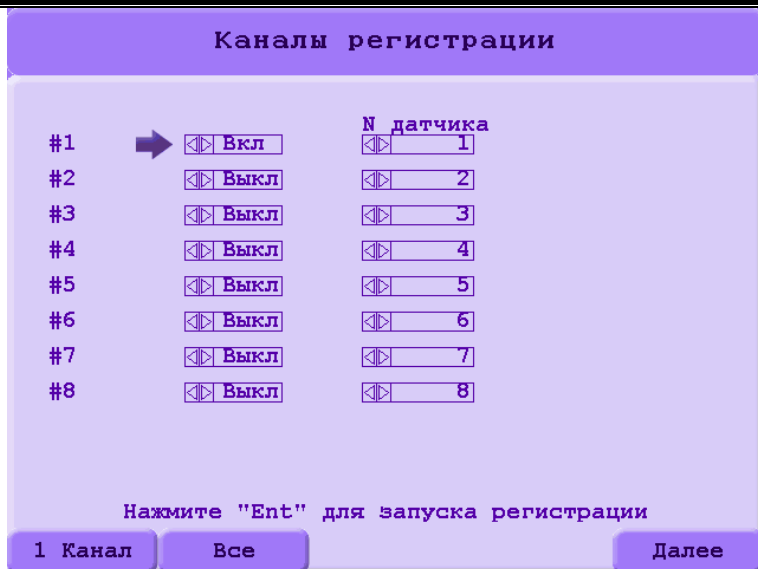 Каналы регистрации
N датчика
#1 Вкл 1
#2 Выкл 2
#3 Выкл 3
#4 Выкл 4
#5 Выкл 5
#6 Выкл 6
#7 Выкл 7
#8 Выкл 8
Нажмите "Ent" для запуска регистрации
1 Канал Все Далее